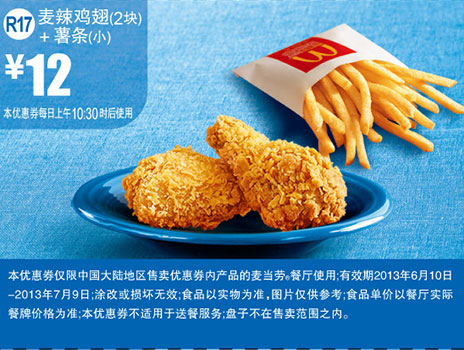 R17
麦辣鸡翅(2块)
+薯条(小)
¥12
本优惠券每日上午10:30时后使用
本优惠券仅限中国大陆地区售卖优惠券内产品的麦当劳®餐厅使用;有效期2013年6月10日
-2013年7月9日;涂改或损坏无效;食品以实物为准,图片仅供参考;食品单价以餐厅实际
餐牌价格为准;本优惠券不适用于送餐服务;盘子不在售卖范围之内。